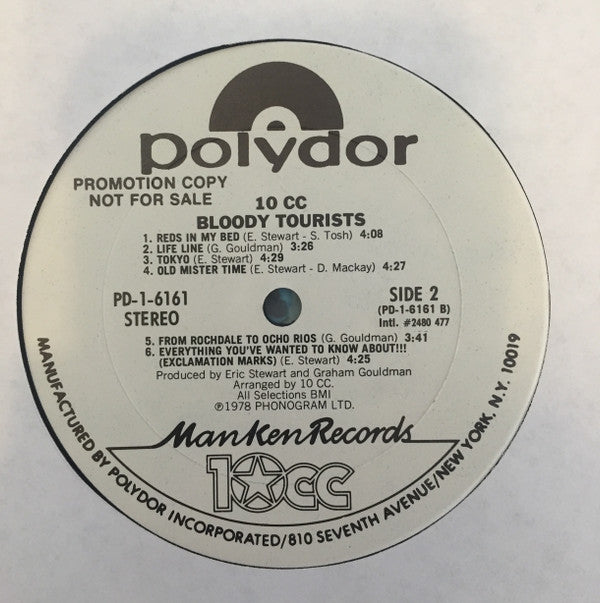 polydor
PROMOTION COPY
NOT FOR SALE
10 CC
BLOODY TOURISTS
1. REDS IN MY BED (E. Stewart - S. Tosh) 4:08
2. LIFE LINE (G. Gouldman) 3:26
3. TOKYO (E. Stewart) 4:29
4. OLD MISTER TIME (E. Stewart - D. Mackay) 4:27
PD-1-6161
STEREO
SIDE 2
(PD-1-6161 B)
Intl. #2480 477
5. FROM ROCHDALE TO OCHO RIOS (G. Gouldman) 3:41
6. EVERYTHING YOU'VE WANTED TO KNOW ABOUT!!!
(EXCLAMATION MARKS) (E. Stewart) 4:25
Produced by Eric Stewart and Graham Gouldman
Arranged by 10 CC.
All Selections BMI
℗1978 PHONOGRAM LTD.
ManKen Records
10cc
MANUFACTURED BY POLYDOR INCORPORATED/810 SEVENTH AVENUE/NEW YORK, N.Y. 10019